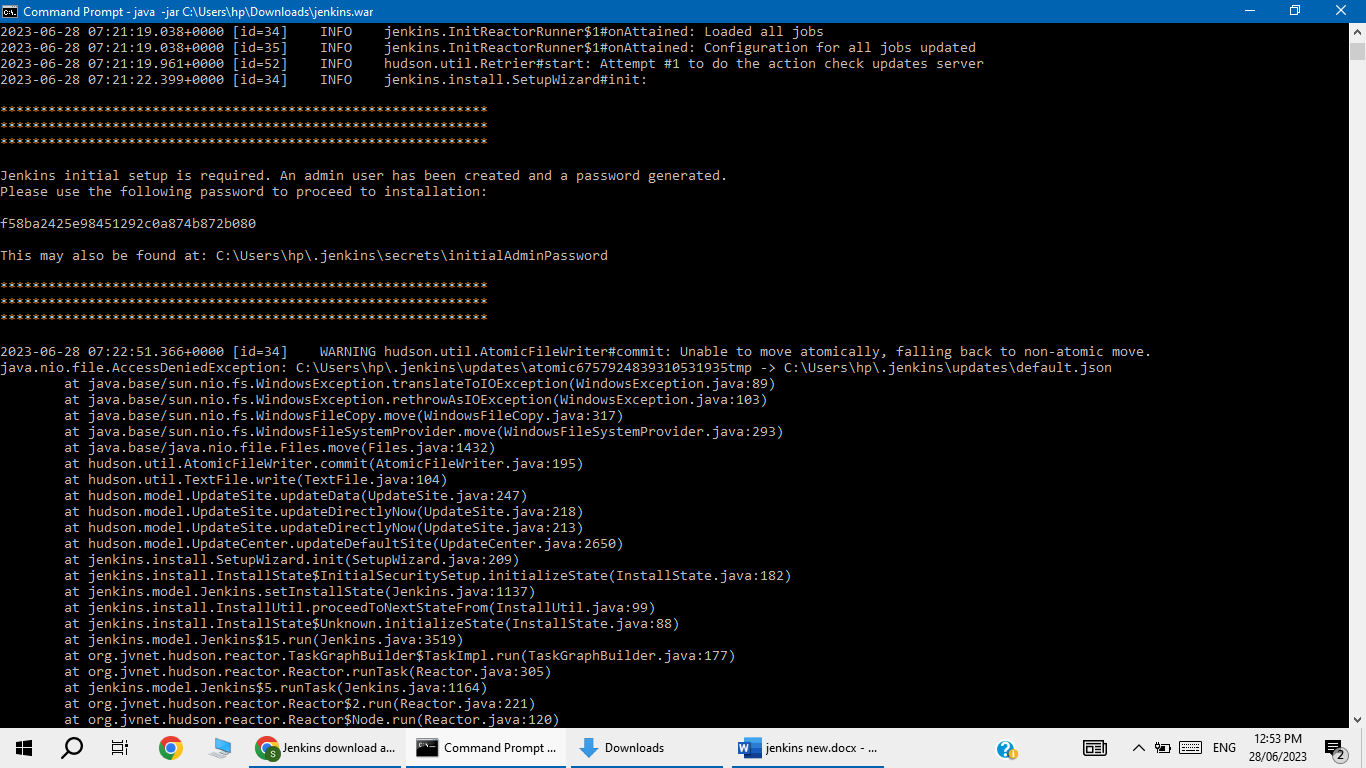 Command Prompt - java  -jar C:\Users\hp\Downloads\jenkins.war
2023-06-28 07:21:19.038+0000 [id=34]    INFO    jenkins.InitReactorRunner$1#onAttained: Loaded all jobs
2023-06-28 07:21:19.038+0000 [id=35]    INFO    jenkins.InitReactorRunner$1#onAttained: Configuration for all jobs updated
2023-06-28 07:21:19.961+0000 [id=52]    INFO    hudson.util.Retrier#start: Attempt #1 to do the action check updates server
2023-06-28 07:21:22.399+0000 [id=34]    INFO    jenkins.install.SetupWizard#init:
*************************************************************
*************************************************************
*************************************************************
Jenkins initial setup is required. An admin user has been created and a password generated.
Please use the following password to proceed to installation:
f58ba2425e98451292c0a874b872b080
This may also be found at: C:\Users\hp\.jenkins\secrets\initialAdminPassword
*************************************************************
*************************************************************
*************************************************************
2023-06-28 07:22:51.366+0000 [id=34]    WARNING hudson.util.AtomicFileWriter#commit: Unable to move atomically, falling back to non-atomic move.
java.nio.file.AccessDeniedException: C:\Users\hp\.jenkins\updates\atomic6757924839310531935tmp -> C:\Users\hp\.jenkins\updates\default.json
        at java.base/sun.nio.fs.WindowsException.translateToIOException(WindowsException.java:89)
        at java.base/sun.nio.fs.WindowsException.rethrowAsIOException(WindowsException.java:103)
        at java.base/sun.nio.fs.WindowsFileCopy.move(WindowsFileCopy.java:317)
        at java.base/sun.nio.fs.WindowsFileSystemProvider.move(WindowsFileSystemProvider.java:293)
        at java.base/java.nio.file.Files.move(Files.java:1432)
        at hudson.util.AtomicFileWriter.commit(AtomicFileWriter.java:195)
        at hudson.util.TextFile.write(TextFile.java:104)
        at hudson.model.UpdateSite.updateData(UpdateSite.java:247)
        at hudson.model.UpdateSite.updateDirectlyNow(UpdateSite.java:218)
        at hudson.model.UpdateSite.updateDirectlyNow(UpdateSite.java:213)
        at hudson.model.UpdateCenter.updateDefaultSite(UpdateCenter.java:2650)
        at jenkins.install.SetupWizard.init(SetupWizard.java:209)
        at jenkins.install.InstallState$InitialSecuritySetup.initializeState(InstallState.java:182)
        at jenkins.model.Jenkins.setInstallState(Jenkins.java:1137)
        at jenkins.install.InstallUtil.proceedToNextStateFrom(InstallUtil.java:99)
        at jenkins.install.InstallState$Unknown.initializeState(InstallState.java:88)
        at jenkins.model.Jenkins$15.run(Jenkins.java:3519)
        at org.jvnet.hudson.reactor.TaskGraphBuilder$TaskImpl.run(TaskGraphBuilder.java:177)
        at org.jvnet.hudson.reactor.Reactor.runTask(Reactor.java:305)
        at jenkins.model.Jenkins$5.runTask(Jenkins.java:1164)
        at org.jvnet.hudson.reactor.Reactor$2.run(Reactor.java:221)
        at org.jvnet.hudson.reactor.Reactor$Node.run(Reactor.java:120)
Jenkins download a... Command Prompt ... Downloads jenkins new.docx - ... ENG 12:53 PM
28/06/2023 2